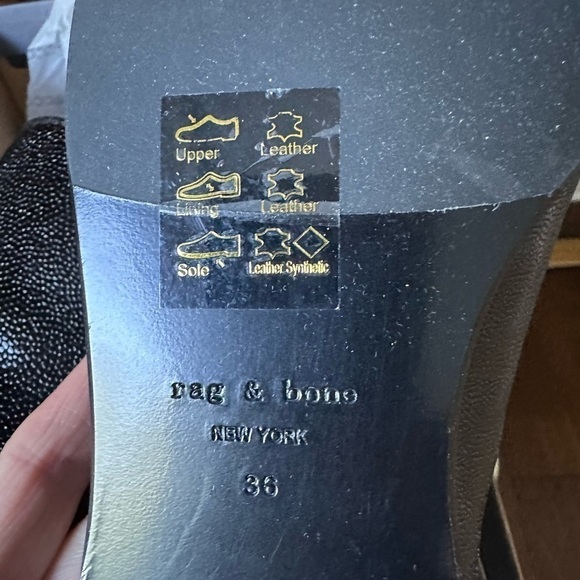 Upper Leather
Lining Leather
Sole Leather Synthetic
rag & bone
NEW YORK
36